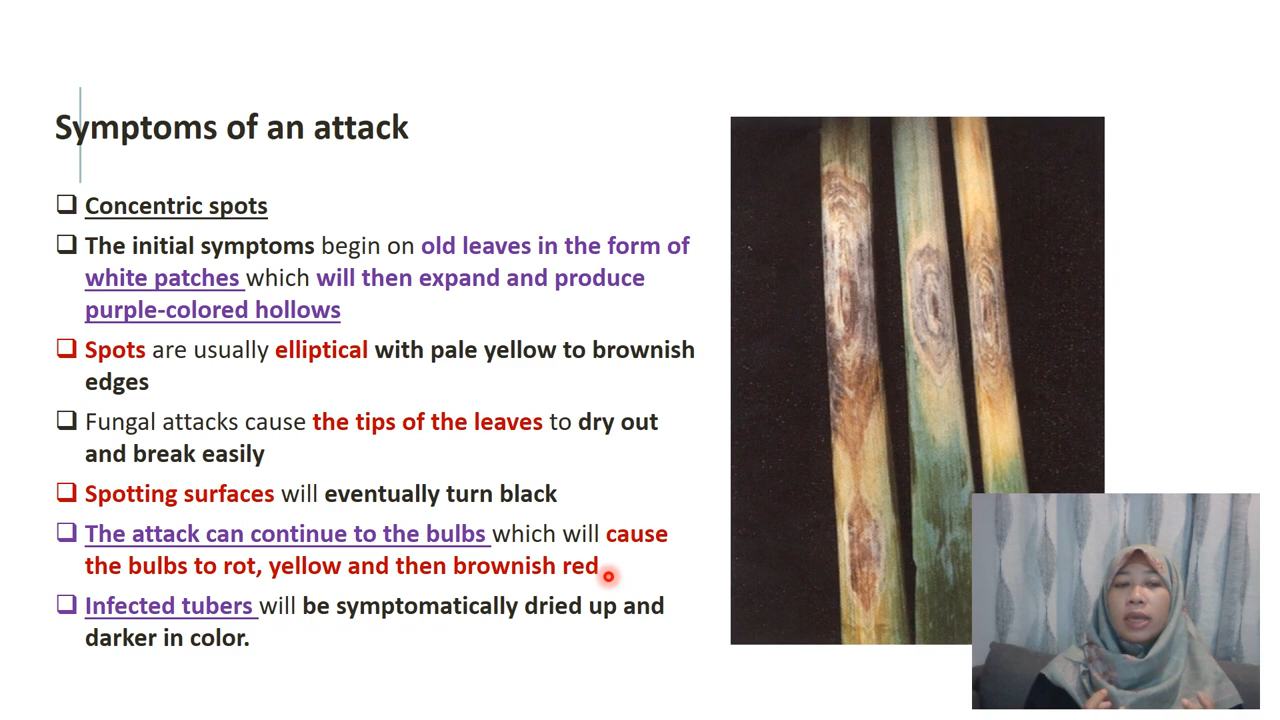 Symptoms of an attack
Concentric spots
The initial symptoms begin on old leaves in the form of
white patches which will then expand and produce
purple-colored hollows
Spots are usually elliptical with pale yellow to brownish
edges
Fungal attacks cause the tips of the leaves to dry out
and break easily
Spotting surfaces will eventually turn black
The attack can continue to the bulbs which will cause
the bulbs to rot, yellow and then brownish red
Infected tubers will be symptomatically dried up and
darker in color.